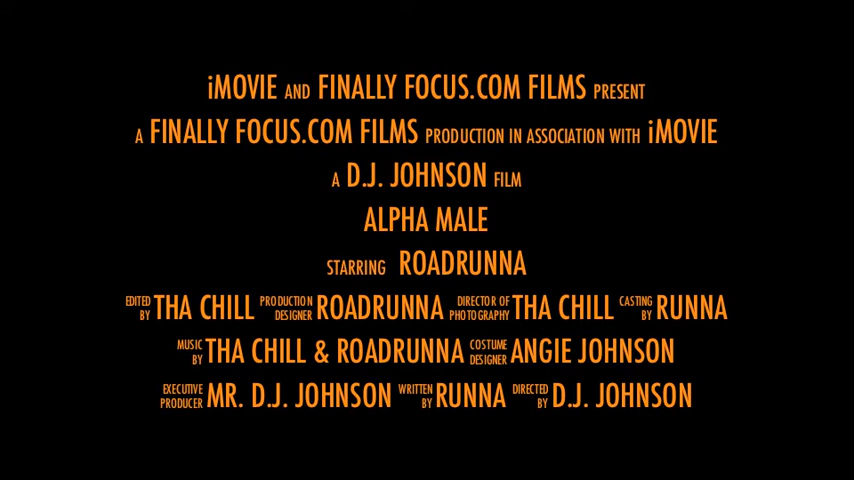 iMOVIE AND FINALLY FOCUS.COM FILMS PRESENT
A FINALLY FOCUS.COM FILMS PRODUCTION IN ASSOCIATION WITH iMOVIE
A D.J. JOHNSON FILM
ALPHA MALE
STARRING ROADRUNNA
EDITED BY THA CHILL PRODUCTION DESIGNER ROADRUNNA DIRECTOR OF PHOTOGRAPHY THA CHILL CASTING BY RUNNA
MUSIC BY THA CHILL & ROADRUNNA COSTUME DESIGNER ANGIE JOHNSON
EXECUTIVE PRODUCER MR. D.J. JOHNSON WRITTEN BY RUNNA DIRECTED BY D.J. JOHNSON